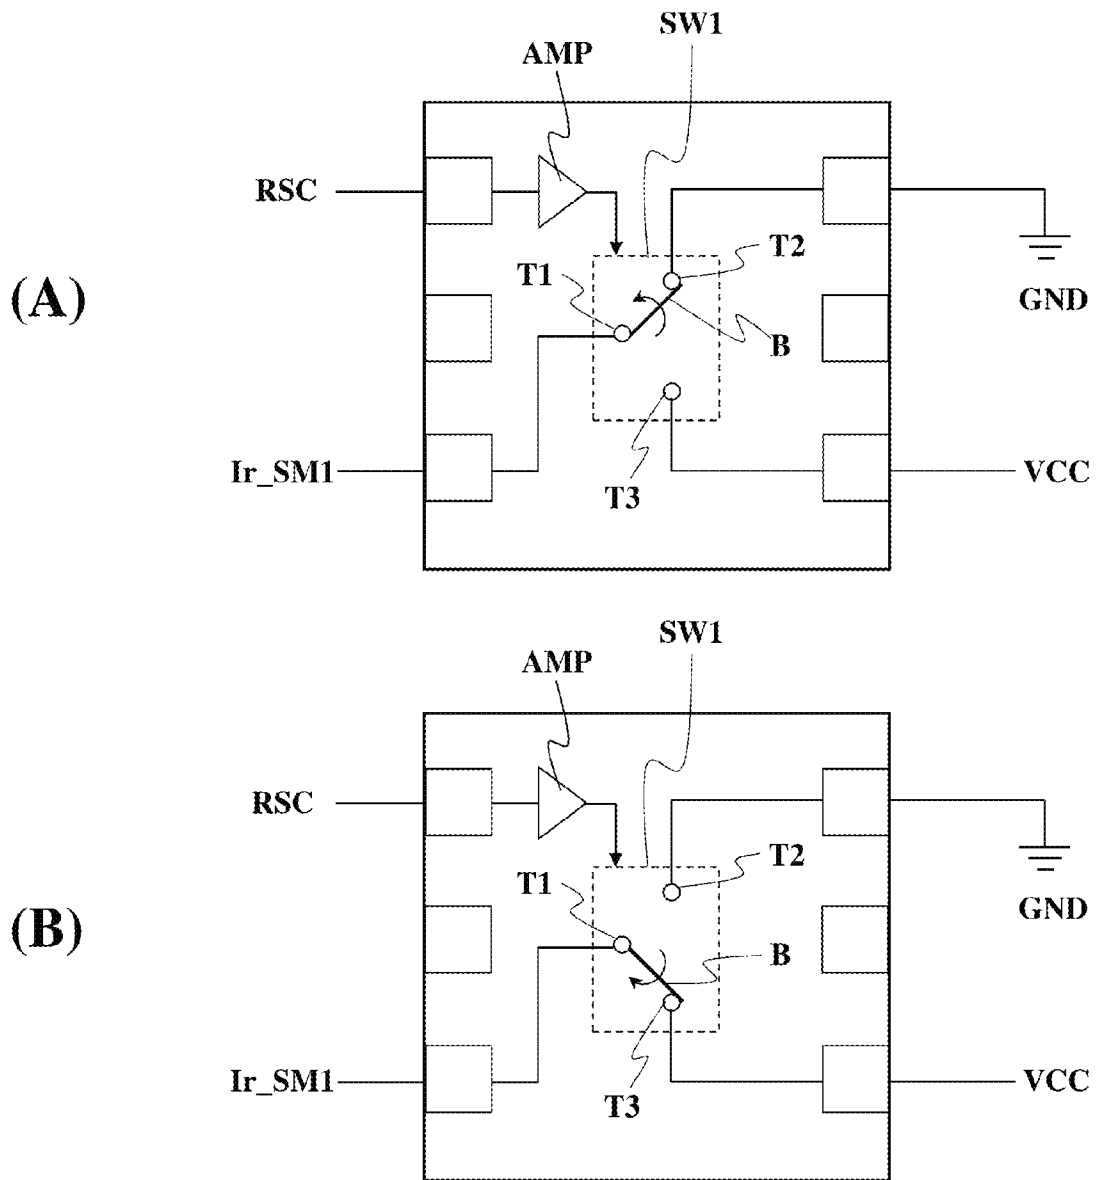 SW1
AMP
RSC
T2
T1
(A)
GND
B
Ir_SM1
T3
VCC
SW1
AMP
RSC
T2
T1
GND
(B)
B
Ir_SM1
T3
VCC